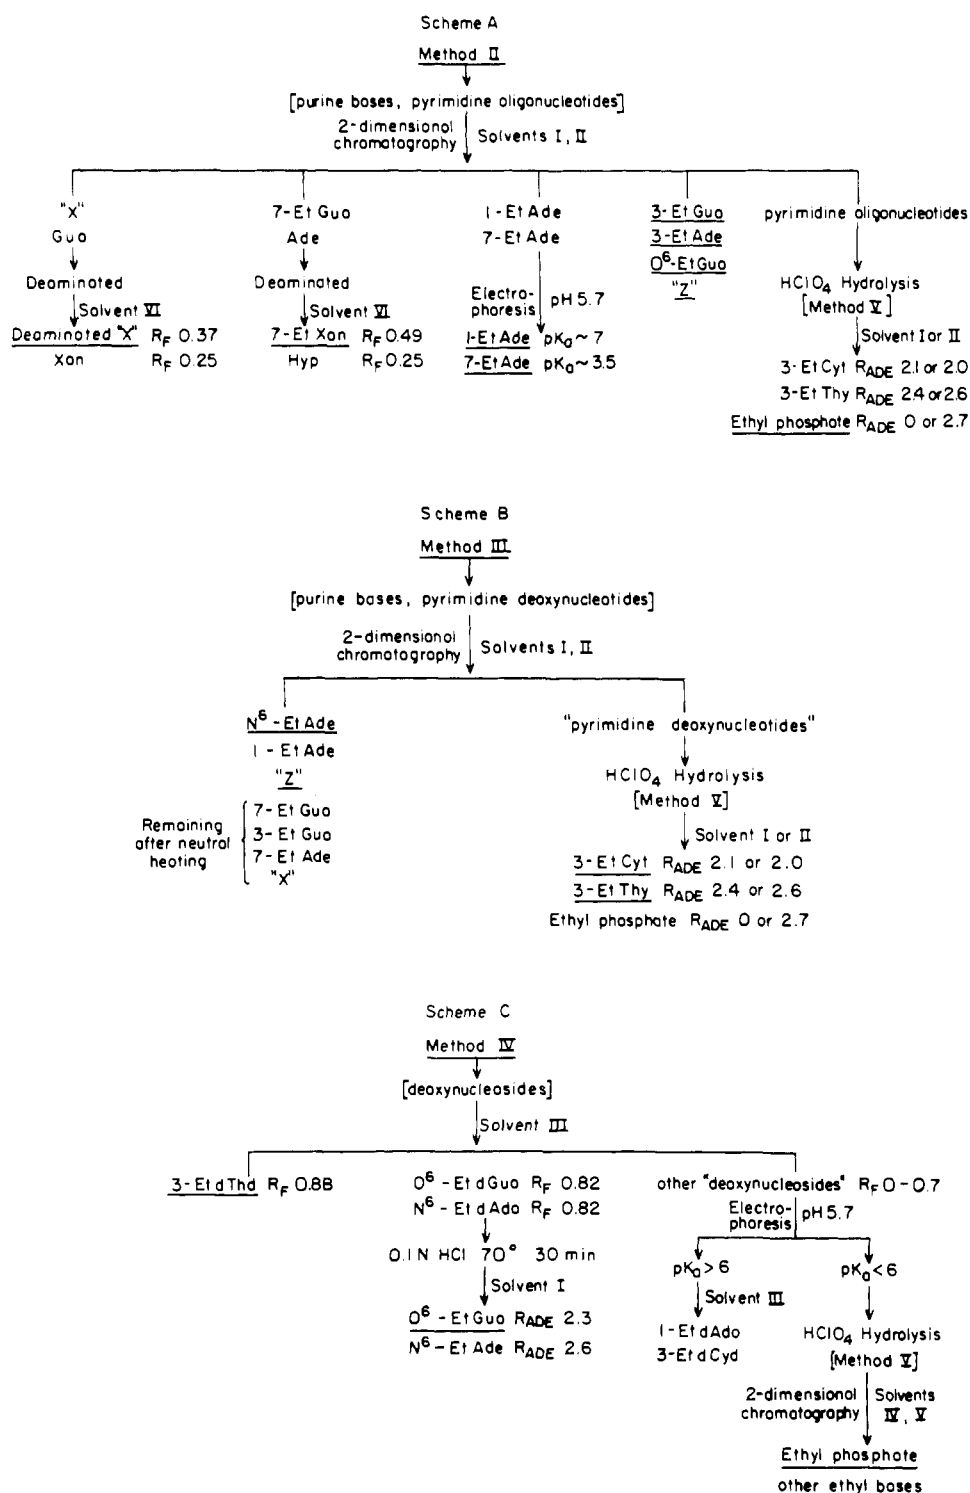 Scheme A
Method II
[purine bases, pyrimidine oligonucleotides]
2-dimensional chromatography
Solvents I, II
"X"
Guo
Deaminated
Solvent VI
Deaminated "X" RF 0.37
Xan RF 0.25
7-Et Guo
Ade
Deaminated
Solvent VI
7-Et Xan RF 0.49
Hyp RF 0.25
1-Et Ade
7-Et Ade
Electro-
phoresis
pH 5.7
1-Et Ade pKa ~ 7
7-Et Ade pKa ~ 3.5
3-Et Guo
3-Et Ade
O6-Et Guo
"Z"
pyrimidine oligonucleotides
HClO4 Hydrolysis
[Method V]
Solvent I or II
3-Et Cyt RADE 2.1 or 2.0
3-Et Thy RADE 2.4 or 2.6
Ethyl phosphate RADE 0 or 2.7
Scheme B
Method III
[purine bases, pyrimidine deoxynucleotides]
2-dimensional
chromatography
Solvents I, II
N6-Et Ade
1-Et Ade
"Z"
Remaining
after neutral
heating
7-Et Guo
3-Et Guo
7-Et Ade
"X"
"pyrimidine deoxynucleotides"
HClO4 Hydrolysis
[Method V]
Solvent I or II
3-Et Cyt RADE 2.1 or 2.0
3-Et Thy RADE 2.4 or 2.6
Ethyl phosphate RADE 0 or 2.7
Scheme C
Method IV
[deoxynucleosides]
Solvent III
3-Et dThd RF 0.88
O6-Et dGuo RF 0.82
N6-Et dAdo RF 0.82
0.1 N HCl 70° 30 min
Solvent I
O6-Et Guo RADE 2.3
N6-Et Ade RADE 2.6
other "deoxynucleosides" RF 0-0.7
Electro-
phoresis
pH 5.7
pKa > 6
Solvent III
1-Et dAdo
3-Et dCyd
pKa < 6
HClO4 Hydrolysis
[Method V]
2-dimensional
chromatography
Solvents
IV, V
Ethyl phosphate
other ethyl bases